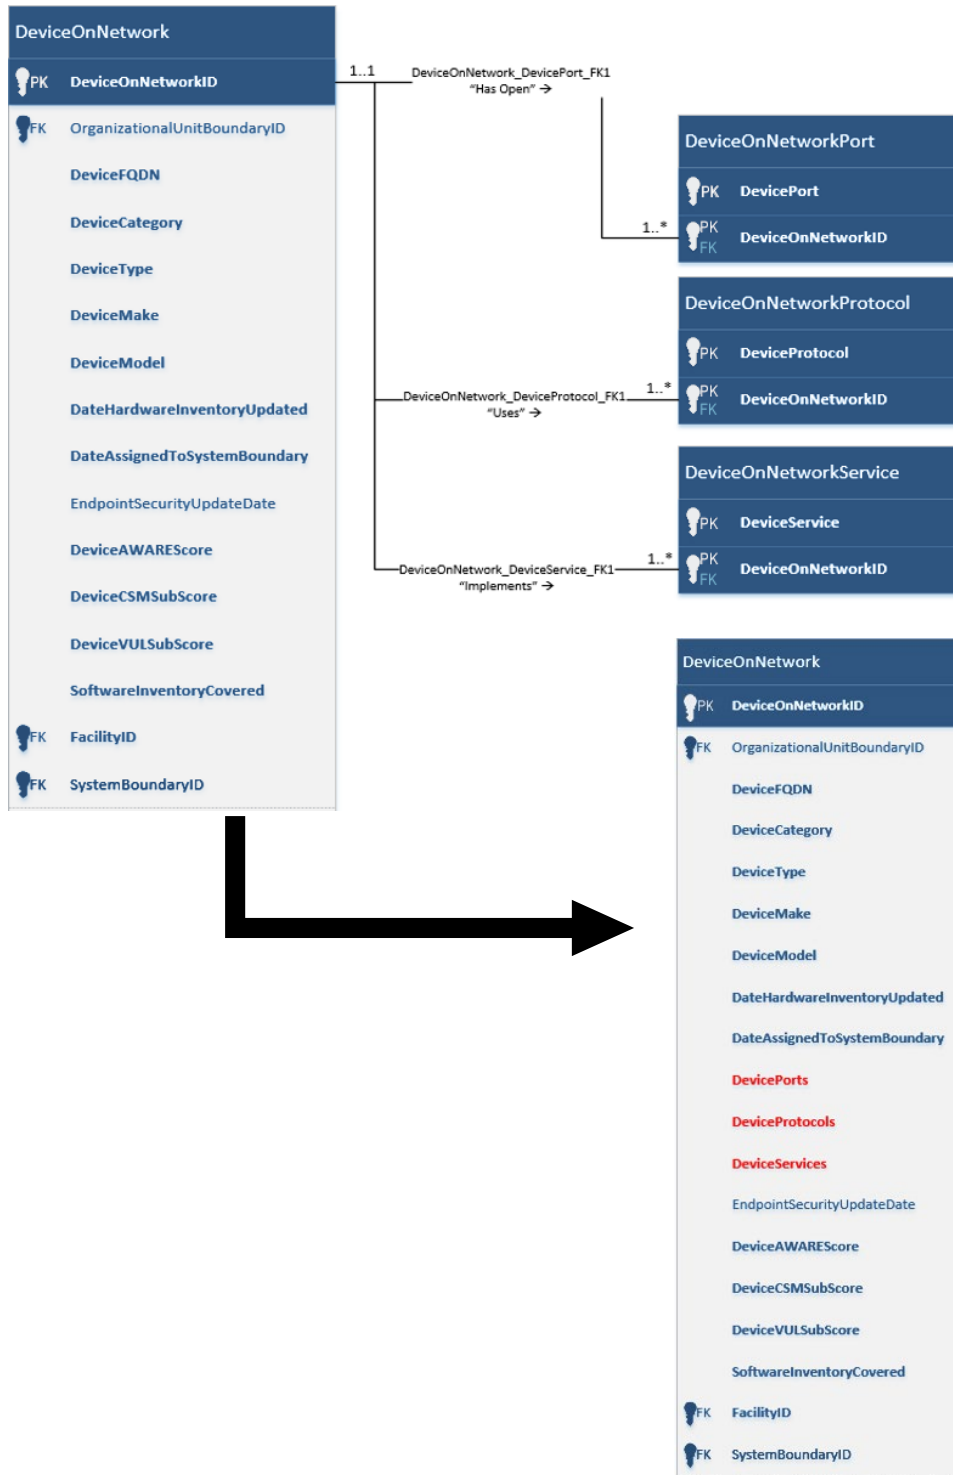 DeviceOnNetwork
PK DeviceOnNetworkID
FK OrganizationalUnitBoundaryID
DeviceFQDN
DeviceCategory
DeviceType
DeviceMake
DeviceModel
DateHardwareInventoryUpdated
DateAssignedToSystemBoundary
EndpointSecurityUpdateDate
DeviceAWAREScore
DeviceCSMSubScore
DeviceVULSubScore
SoftwareInventoryCovered
FK FacilityID
FK SystemBoundaryID
1..1
DeviceOnNetwork_DevicePort_FK1
"Has Open" →
1..*
DeviceOnNetworkPort
PK DevicePort
PK
FK DeviceOnNetworkID
DeviceOnNetwork_DeviceProtocol_FK1
"Uses" →
1..*
DeviceOnNetworkProtocol
PK DeviceProtocol
PK
FK DeviceOnNetworkID
DeviceOnNetwork_DeviceService_FK1
"Implements" →
1..*
DeviceOnNetworkService
PK DeviceService
PK
FK DeviceOnNetworkID
DeviceOnNetwork
PK DeviceOnNetworkID
FK OrganizationalUnitBoundaryID
DeviceFQDN
DeviceCategory
DeviceType
DeviceMake
DeviceModel
DateHardwareInventoryUpdated
DateAssignedToSystemBoundary
DevicePorts
DeviceProtocols
DeviceServices
EndpointSecurityUpdateDate
DeviceAWAREScore
DeviceCSMSubScore
DeviceVULSubScore
SoftwareInventoryCovered
FK FacilityID
FK SystemBoundaryID